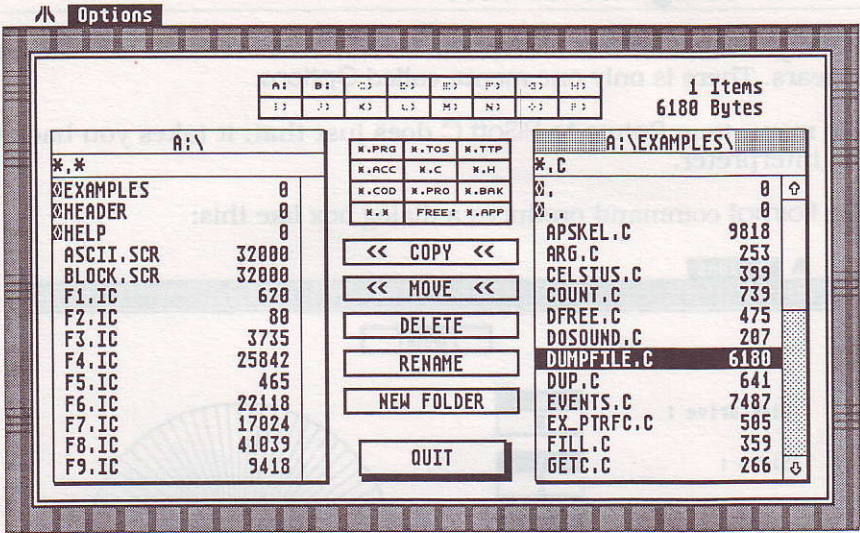 Options
A: B: C: D: E: F: G: H:
I: J: K: L: M: N: O: P:
1 Items
6180 Bytes
A:\
*.*
EXAMPLES 0
HEADER 0
HELP 0
ASCII.SCR 32000
BLOCK.SCR 32000
F1.IC 620
F2.IC 80
F3.IC 3735
F4.IC 25842
F5.IC 465
F6.IC 22118
F7.IC 17024
F8.IC 41039
F9.IC 9418
*.PRG *.TOS *.TTP
*.ACC *.C *.H
*.COD *.PRO *.BAK
*.* FREE: *.APP
<< COPY <<
<< MOVE <<
DELETE
RENAME
NEW FOLDER
QUIT
A:\EXAMPLES\
*.C
. 0
. 0
APSKEL.C 9818
ARG.C 253
CELSIUS.C 399
COUNT.C 739
DFREE.C 475
DOSOUND.C 207
DUMPFILE.C 6180
DUP.C 641
EVENTS.C 7487
EX_PTRFC.C 505
FILL.C 359
GETC.C 266